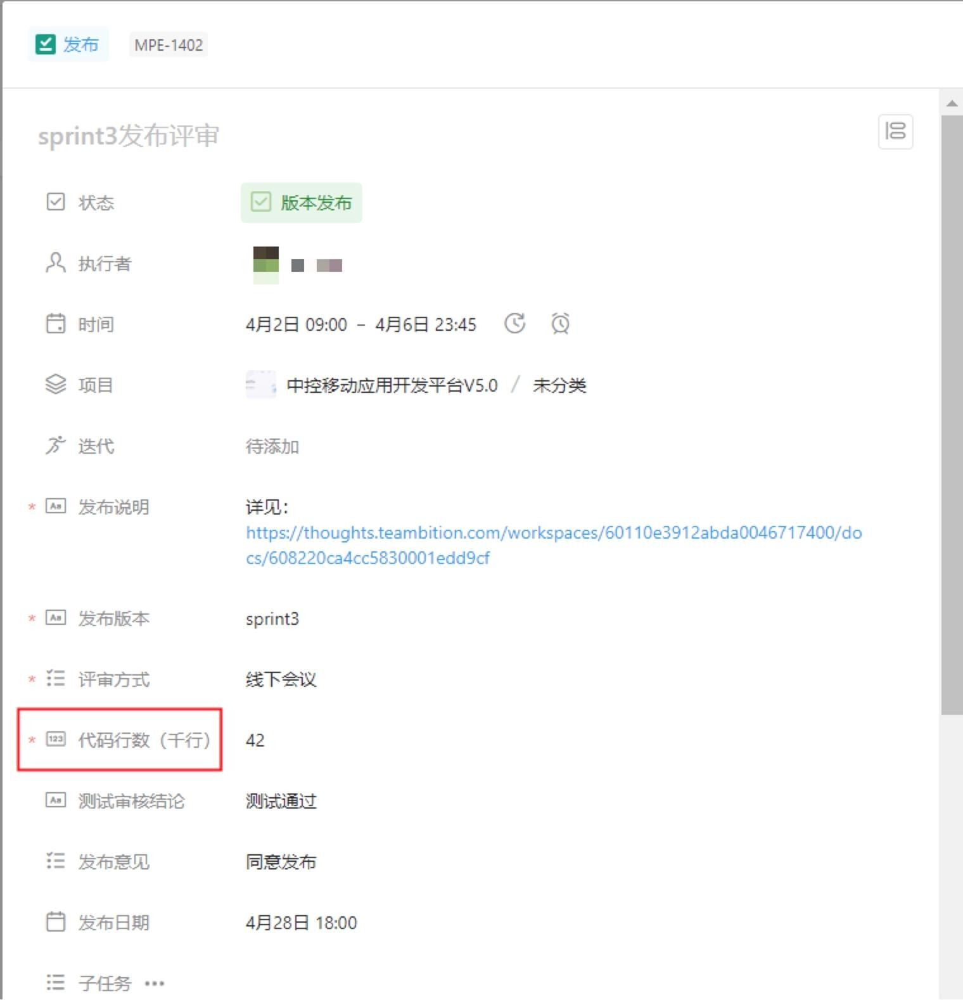 发布 MPE-1402
sprint3发布评审
状态 版本发布
执行者
时间 4月2日 09:00 – 4月6日 23:45
项目 中控移动应用开发平台V5.0 / 未分类
迭代 待添加
* Aa 发布说明 详见：
https://thoughts.teambition.com/workspaces/60110e3912abda0046717400/do
cs/608220ca4cc5830001edd9cf
* Aa 发布版本 sprint3
* 评审方式 线下会议
* 123 代码行数（千行） 42
Aa 测试审核结论 测试通过
发布意见 同意发布
发布日期 4月28日 18:00
子任务 •••